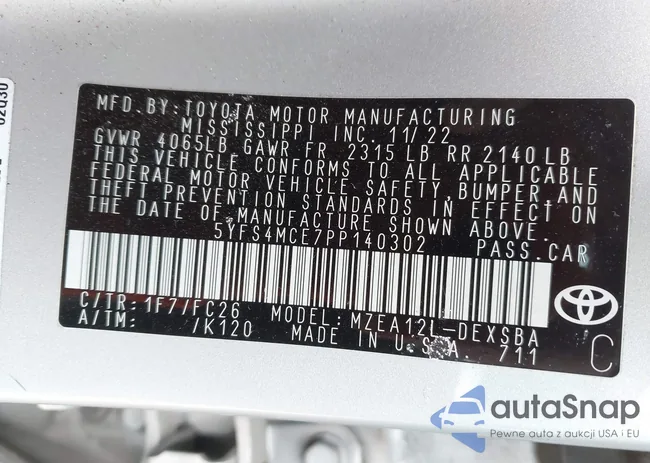 MFD. BY: TOYOTA MOTOR MANUFACTURING
MISSISSIPPI INC. 11/22
GVWR 4065LB GAWR FR 2315 LB RR 2140 LB
THIS VEHICLE CONFORMS TO ALL APPLICABLE
FEDERAL MOTOR VEHICLE SAFETY, BUMPER, AND
THEFT PREVENTION STANDARDS IN EFFECT ON
THE DATE OF MANUFACTURE SHOWN ABOVE.
5YFS4MCE7PP140302 PASS. CAR
C/TR: 1F7/FC26 MODEL: MZEA12L-DEXSBA
A/TM: /K120 MADE IN U.S.A. 711
C
autaSnap
Pewne auta z aukcji USA i EU